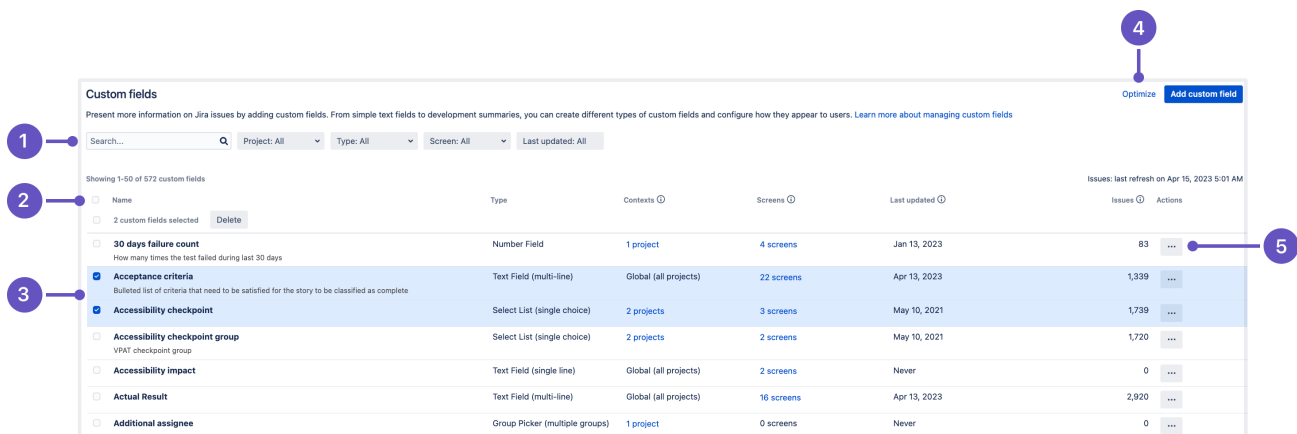 4
Custom fields
Optimize Add custom field
Present more information on Jira issues by adding custom fields. From simple text fields to development summaries, you can create different types of custom fields and configure how they appear to users. Learn more about managing custom fields
1 Search... Project: All Type: All Screen: All Last updated: All
Showing 1-50 of 572 custom fields Issues: last refresh on Apr 15, 2023 5:01 AM
2 Name Type Contexts Screens Last updated Issues Actions
2 custom fields selected Delete
30 days failure count Number Field 1 project 4 screens Jan 13, 2023 83 ... 5
How many times the test failed during last 30 days
Acceptance criteria Text Field (multi-line) Global (all projects) 22 screens Apr 13, 2023 1,339 ...
3 Bulleted list of criteria that need to be satisfied for the story to be classified as complete
Accessibility checkpoint Select List (single choice) 2 projects 3 screens May 10, 2021 1,739 ...
Accessibility checkpoint group Select List (single choice) 2 projects 2 screens May 10, 2021 1,720 ...
VPAT checkpoint group
Accessibility impact Text Field (single line) Global (all projects) 2 screens Never 0 ...
Actual Result Text Field (multi-line) Global (all projects) 16 screens Apr 13, 2023 2,920 ...
Additional assignee Group Picker (multiple groups) 1 project 0 screens Never 0 ...